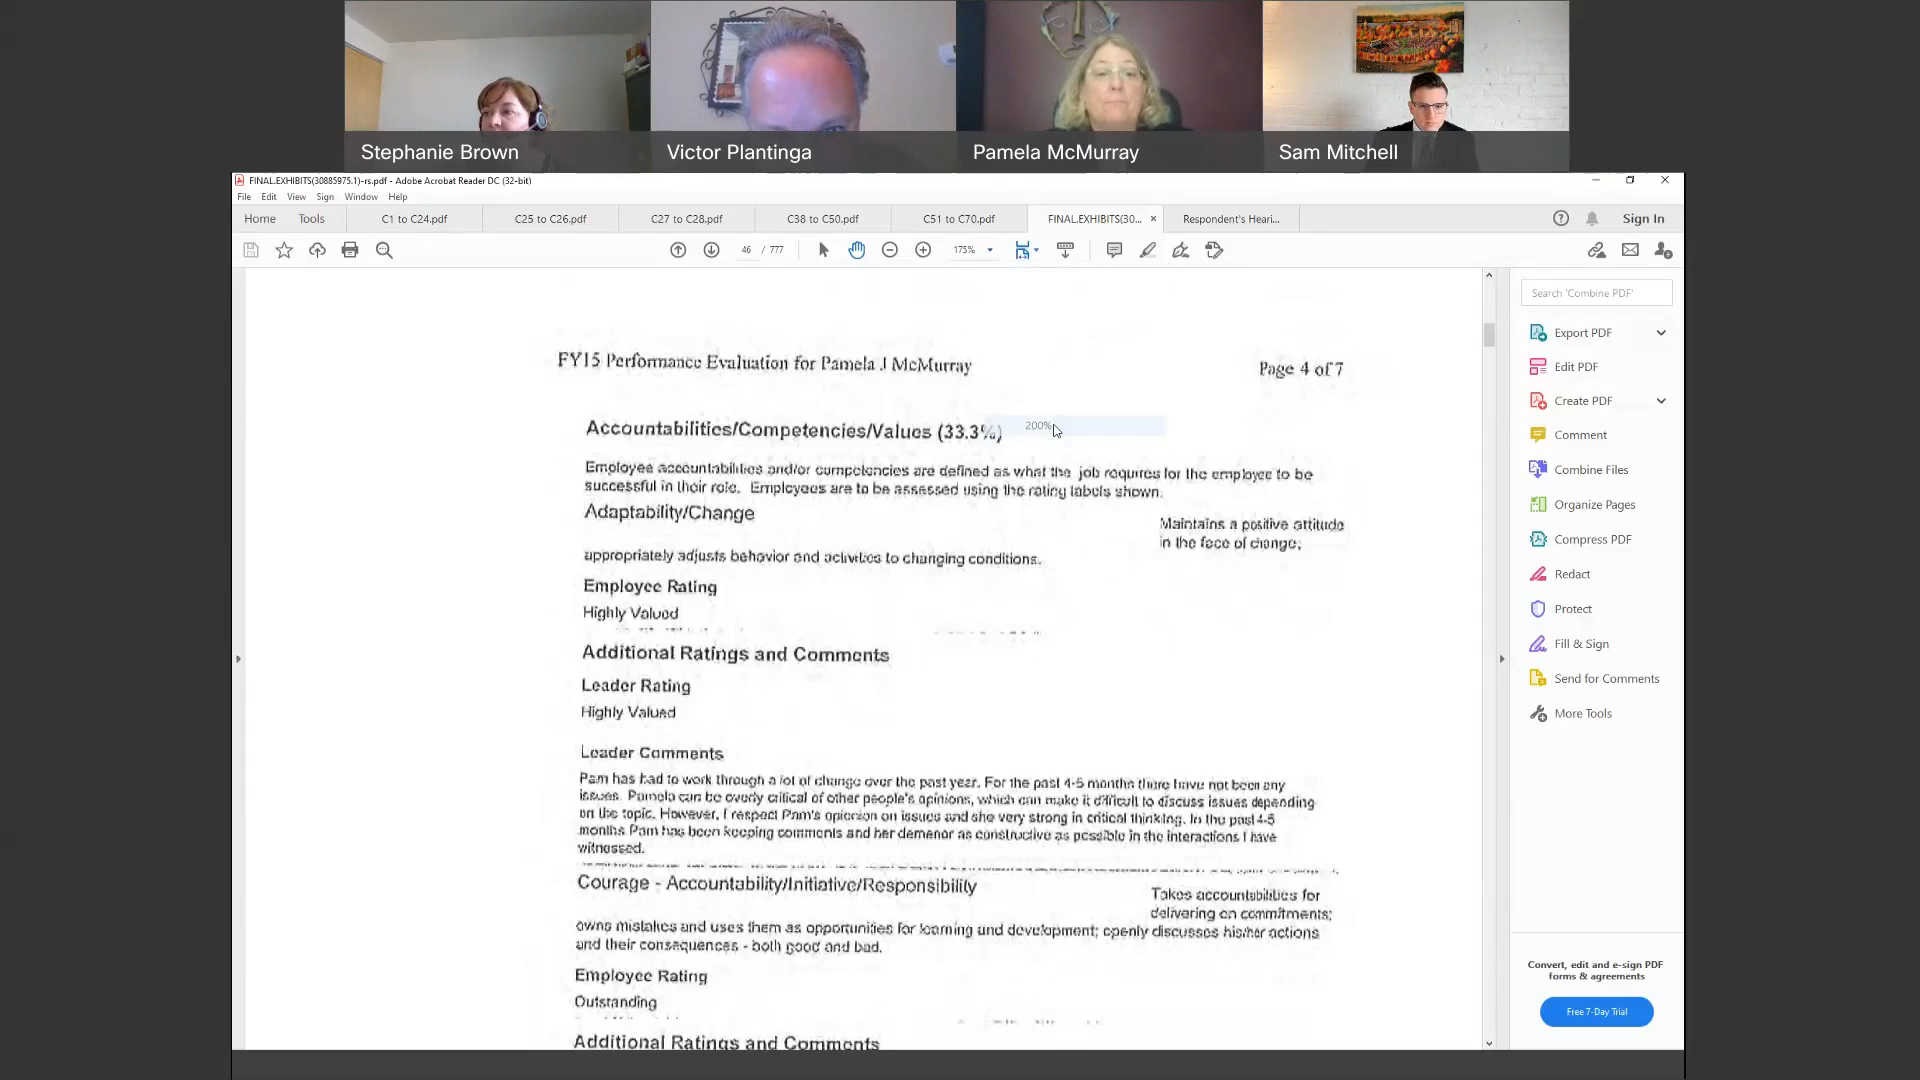 Stephanie Brown
Victor Plantinga
Pamela McMurray
Sam Mitchell
FINAL.EXHIBITS(30885975.1)-rs.pdf - Adobe Acrobat Reader DC (32-bit)
File Edit View Sign Window Help
Home Tools C1 to C24.pdf C25 to C26.pdf C27 to C28.pdf C38 to C50.pdf C51 to C70.pdf FINAL.EXHIBITS(30... Respondent's Heari... Sign In
46 / 777 175%
Search 'Combine PDF'
Export PDF
Edit PDF
Create PDF
Comment
Combine Files
Organize Pages
Compress PDF
Redact
Protect
Fill & Sign
Send for Comments
More Tools
Convert, edit and e-sign PDF
forms & agreements
Free 7-Day Trial
FY15 Performance Evaluation for Pamela J McMurray Page 4 of 7
Accountabilities/Competencies/Values (33.3%)
200%
Employee accountabilities and/or competencies are defined as what the job requires for the employee to be
successful in their role. Employees are to be assessed using the rating labels shown.
Adaptability/Change
Maintains a positive attitude
in the face of change;
appropriately adjusts behavior and activities to changing conditions.
Employee Rating
Highly Valued
Additional Ratings and Comments
Leader Rating
Highly Valued
Leader Comments
Pam has had to work through a lot of change over the past year. For the past 4-5 months there have not been any
issues. Pamela can be overly critical of other people's opinions, which can make it difficult to discuss issues depending
on the topic. However, I respect Pam's opinion on issues and she very strong in critical thinking. In the past 4-5
months Pam has been keeping comments and her demenor as constructive as possible in the interactions I have
witnessed.
Courage - Accountability/Initiative/Responsibility
Takes accountabilities for
delivering on commitments;
owns mistakes and uses them as opportunities for learning and development; openly discusses his/her actions
and their consequences - both good and bad.
Employee Rating
Outstanding
Additional Ratings and Comments